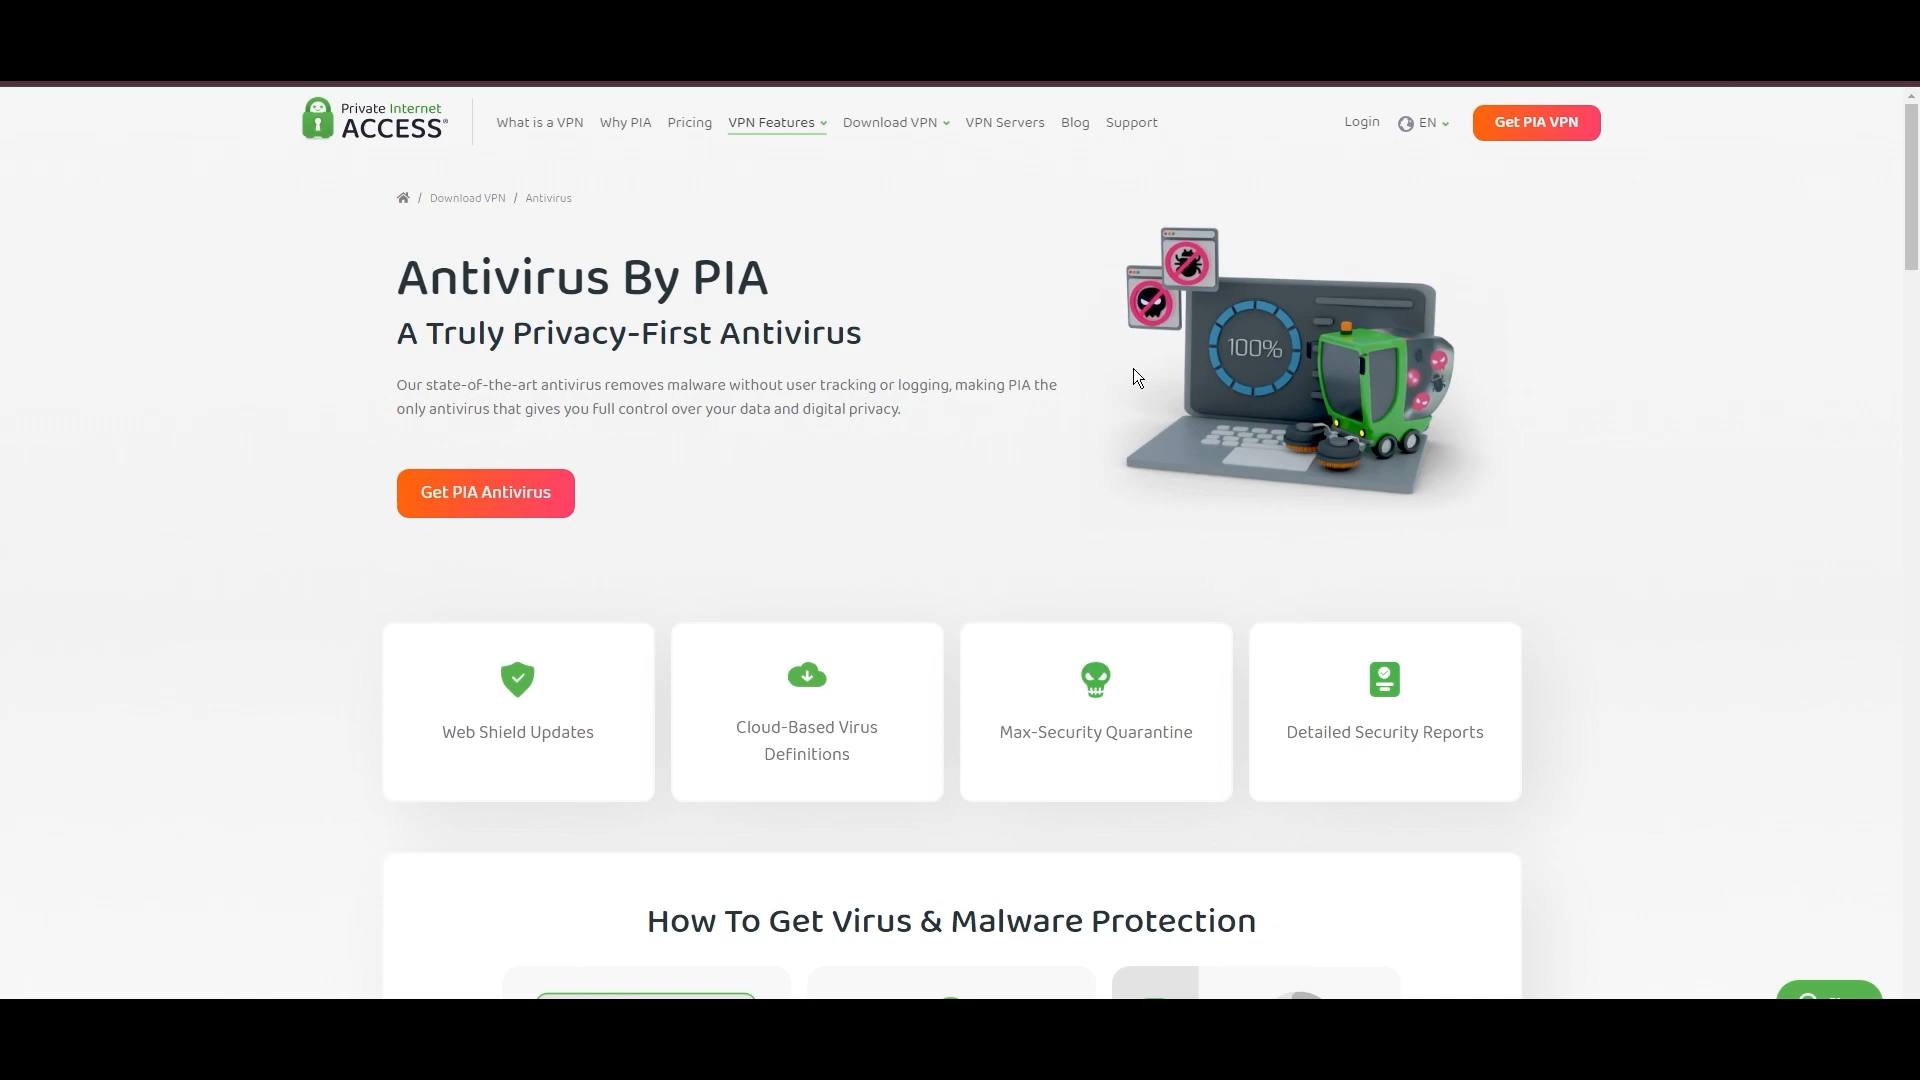 Private Internet
ACCESS®
What is a VPN Why PIA Pricing VPN Features Download VPN VPN Servers Blog Support
Login EN Get PIA VPN
/ Download VPN / Antivirus
Antivirus By PIA
A Truly Privacy-First Antivirus
Our state-of-the-art antivirus removes malware without user tracking or logging, making PIA the
only antivirus that gives you full control over your data and digital privacy.
100%
Get PIA Antivirus
Web Shield Updates
Cloud-Based Virus
Definitions
Max-Security Quarantine
Detailed Security Reports
How To Get Virus & Malware Protection